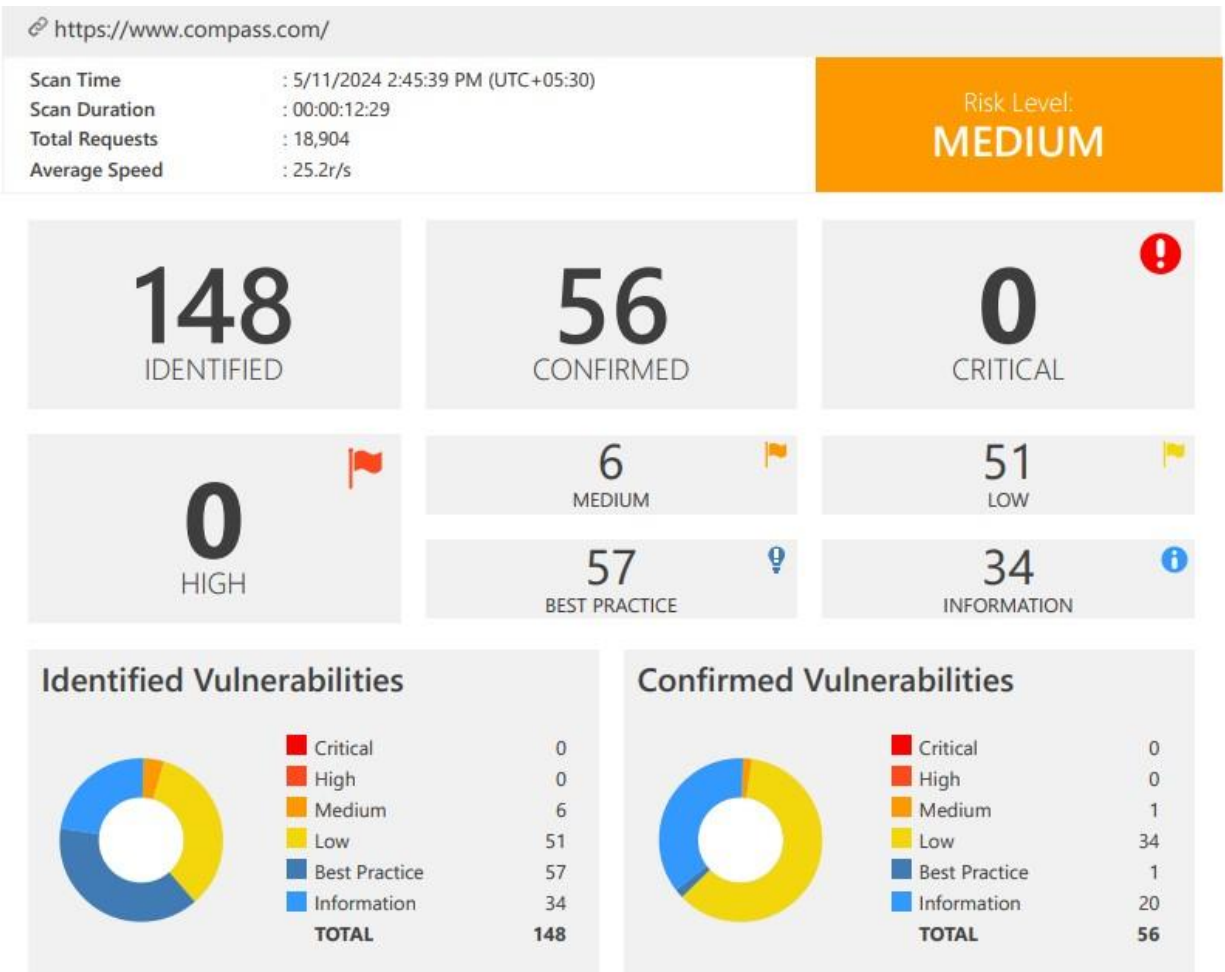 https://www.compass.com/
Scan Time : 5/11/2024 2:45:39 PM (UTC+05:30)
Scan Duration : 00:00:12:29
Total Requests : 18,904
Average Speed : 25.2r/s
Risk Level:
MEDIUM
148
IDENTIFIED
56
CONFIRMED
0
CRITICAL
0
HIGH
6
MEDIUM
51
LOW
57
BEST PRACTICE
34
INFORMATION
Identified Vulnerabilities
Critical 0
High 0
Medium 6
Low 51
Best Practice 57
Information 34
TOTAL 148
Confirmed Vulnerabilities
Critical 0
High 0
Medium 1
Low 34
Best Practice 1
Information 20
TOTAL 56